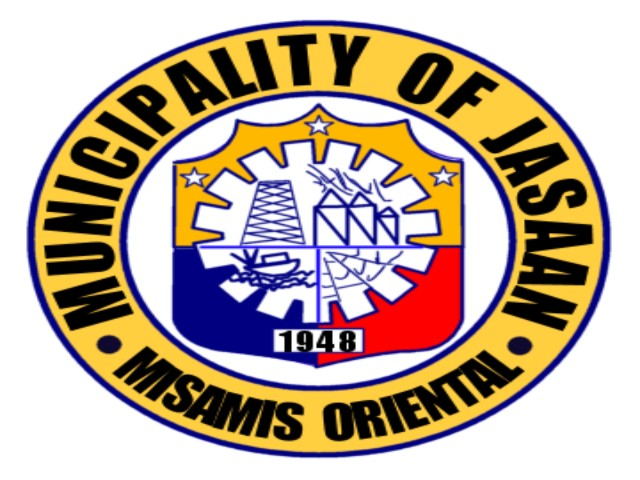 MUNICIPALITY OF JASAAN
1948
MISAMIS ORIENTAL